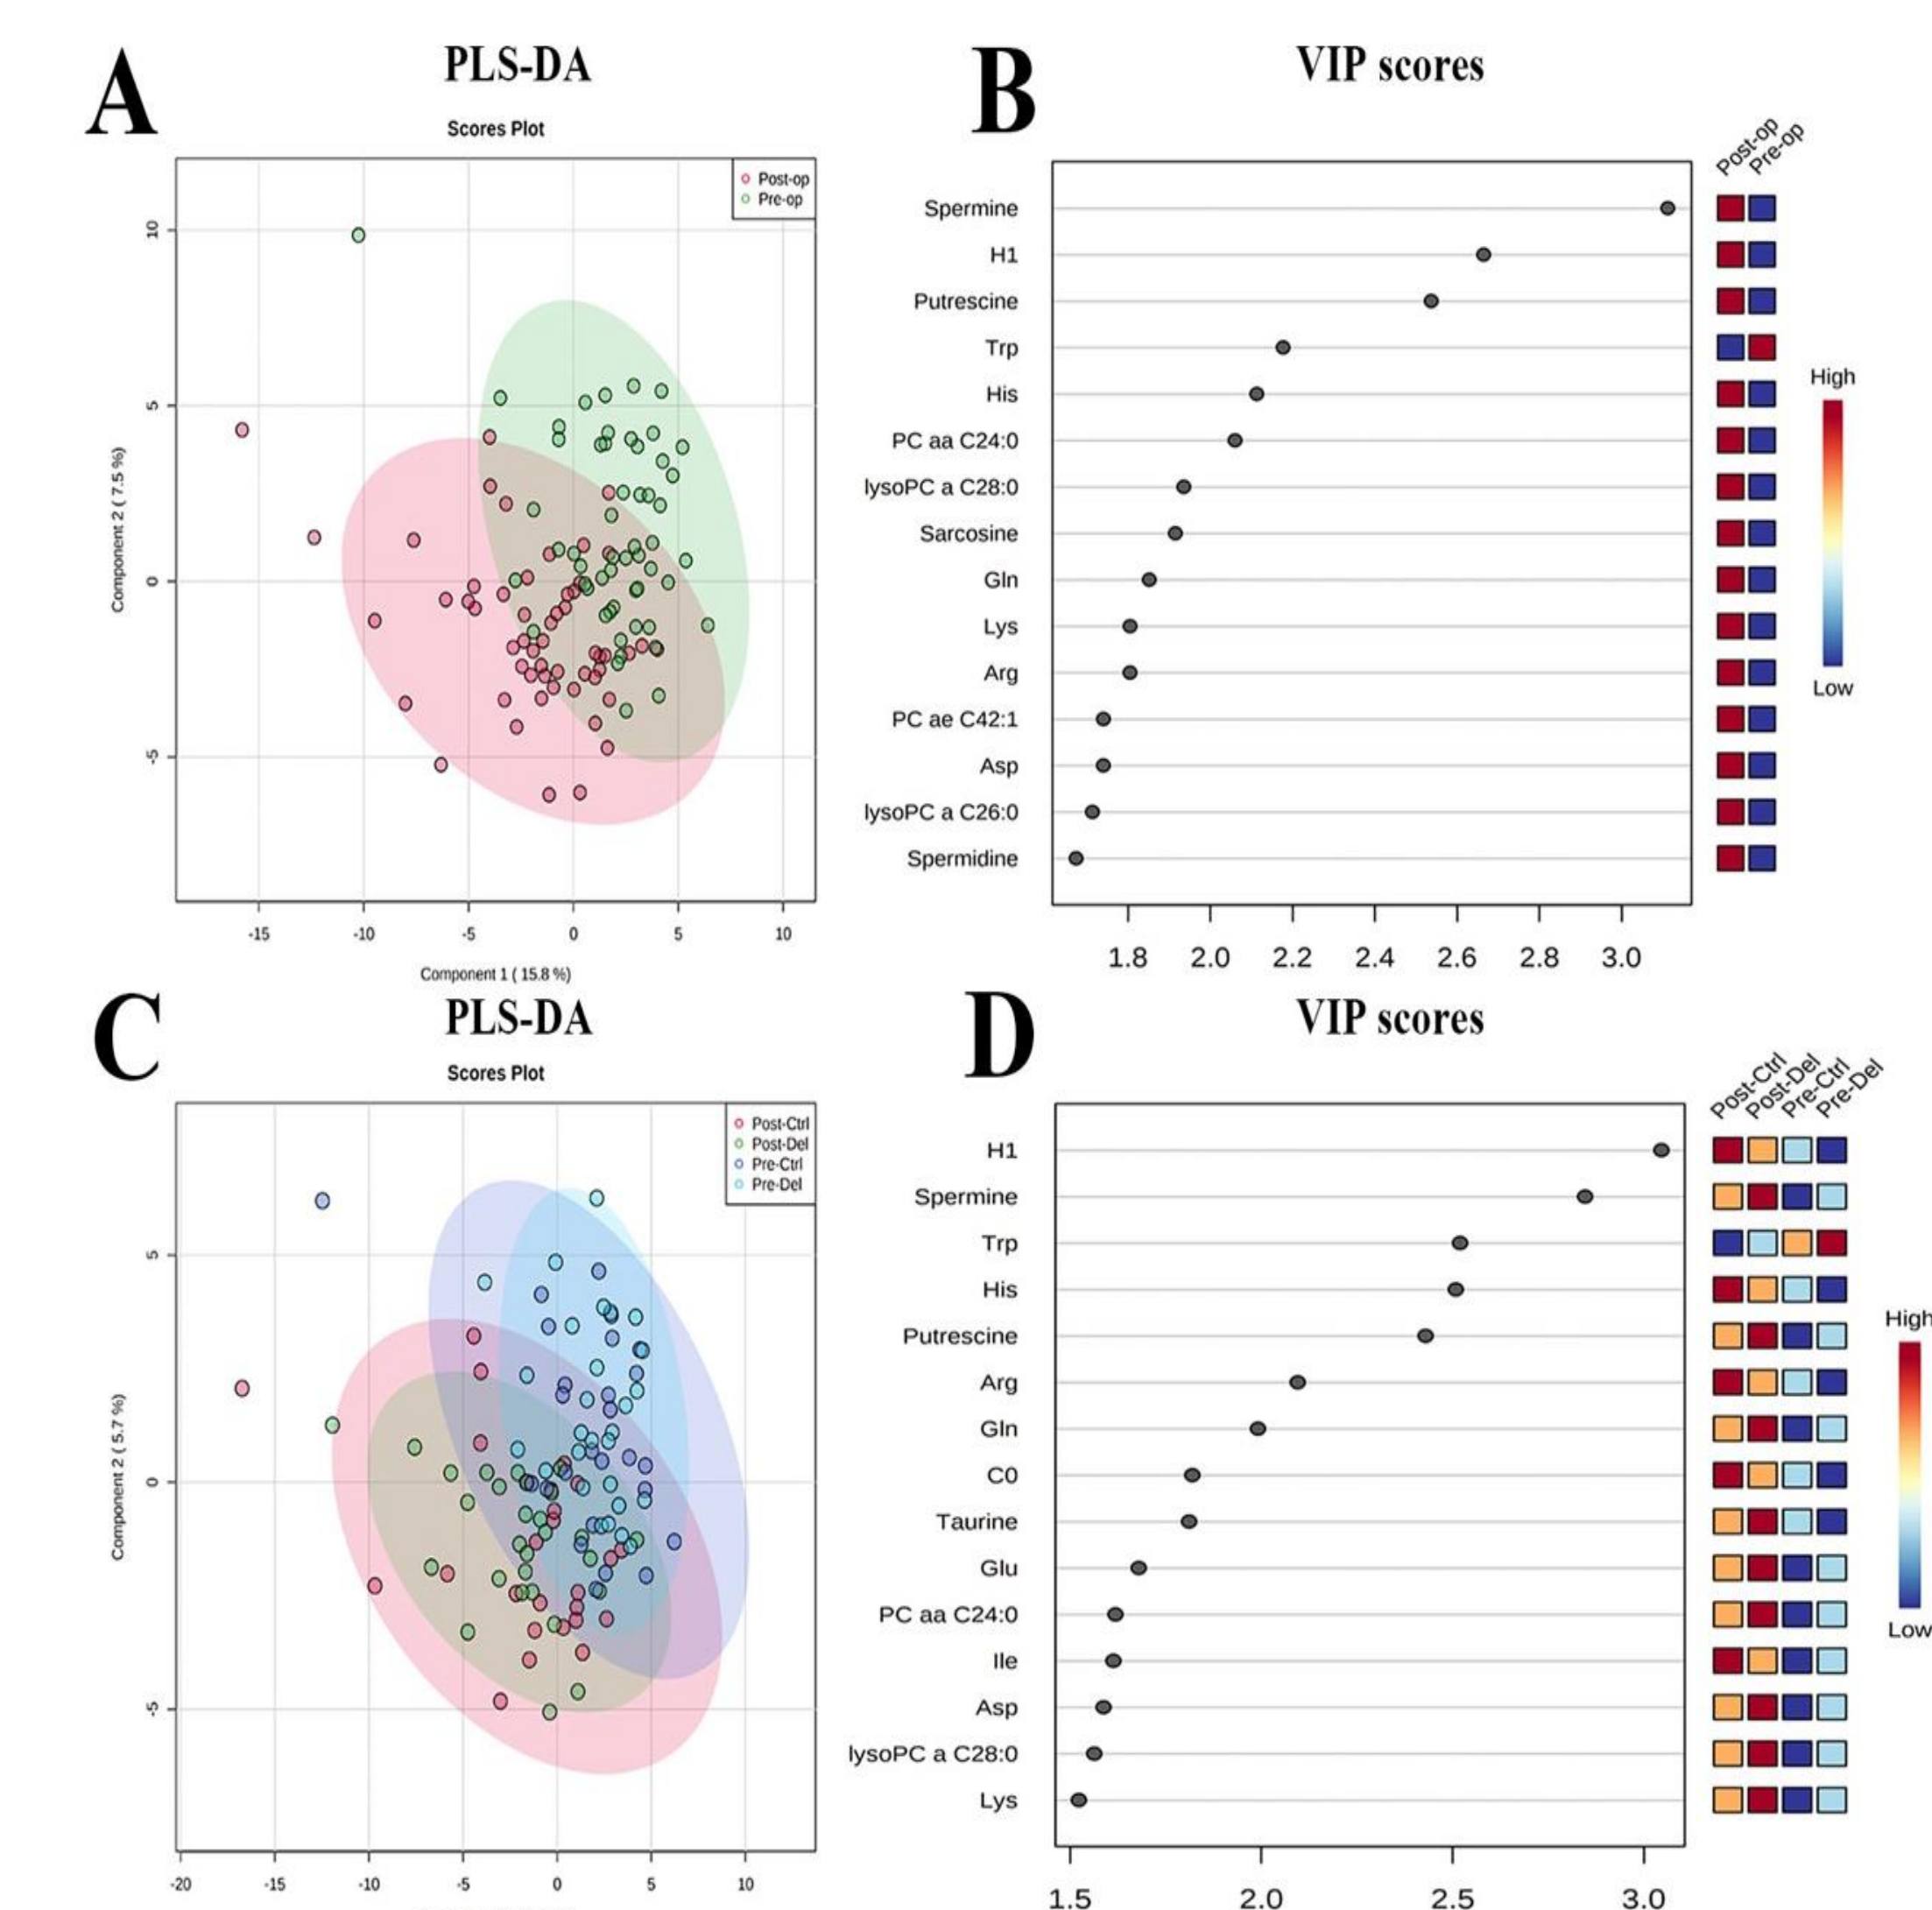 A
PLS-DA
Scores Plot
Post-op
Pre-op
10
5
0
-5
Component 2 ( 7.5 %)
-15
-10
-5
0
5
10
Component 1 ( 15.8 %)
B
VIP scores
Post-op
Pre-op
Spermine
H1
Putrescine
Trp
His
PC aa C24:0
lysoPC a C28:0
Sarcosine
Gln
Lys
Arg
PC ae C42:1
Asp
lysoPC a C26:0
Spermidine
1.8
2.0
2.2
2.4
2.6
2.8
3.0
High
Low
C
PLS-DA
Scores Plot
Post-Ctrl
Post-Del
Pre-Ctrl
Pre-Del
5
0
-5
Component 2 ( 5.7 %)
-20
-15
-10
-5
0
5
10
D
VIP scores
Post-Ctrl
Post-Del
Pre-Ctrl
Pre-Del
H1
Spermine
Trp
His
Putrescine
Arg
Gln
C0
Taurine
Glu
PC aa C24:0
Ile
Asp
lysoPC a C28:0
Lys
1.5
2.0
2.5
3.0
High
Low